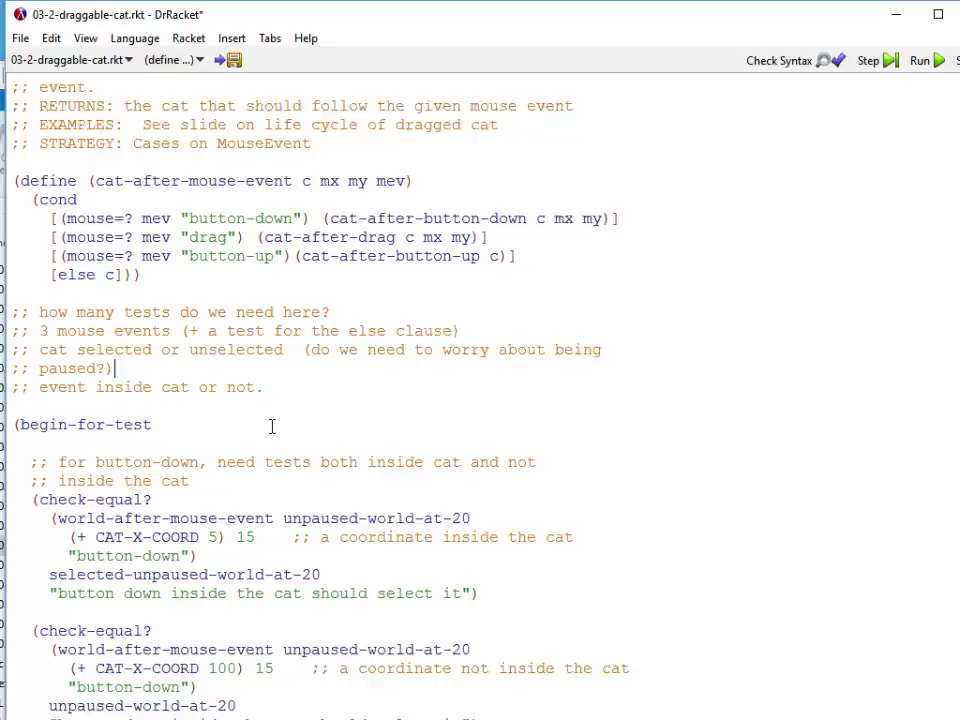 03-2-draggable-cat.rkt - DrRacket*
File Edit View Language Racket Insert Tabs Help
03-2-draggable-cat.rkt (define ...) Check Syntax Step Run
;; event.
;; RETURNS: the cat that should follow the given mouse event
;; EXAMPLES:  See slide on life cycle of dragged cat
;; STRATEGY: Cases on MouseEvent
(define (cat-after-mouse-event c mx my mev)
(cond
[(mouse=? mev "button-down") (cat-after-button-down c mx my)]
[(mouse=? mev "drag") (cat-after-drag c mx my)]
[(mouse=? mev "button-up")(cat-after-button-up c)]
[else c]))
;; how many tests do we need here?
;; 3 mouse events (+ a test for the else clause)
;; cat selected or unselected  (do we need to worry about being
;; paused?)
;; event inside cat or not.
(begin-for-test
;; for button-down, need tests both inside cat and not
;; inside the cat
(check-equal?
(world-after-mouse-event unpaused-world-at-20
(+ CAT-X-COORD 5) 15    ;; a coordinate inside the cat
"button-down")
selected-unpaused-world-at-20
"button down inside the cat should select it")
(check-equal?
(world-after-mouse-event unpaused-world-at-20
(+ CAT-X-COORD 100) 15    ;; a coordinate not inside the cat
"button-down")
unpaused-world-at-20